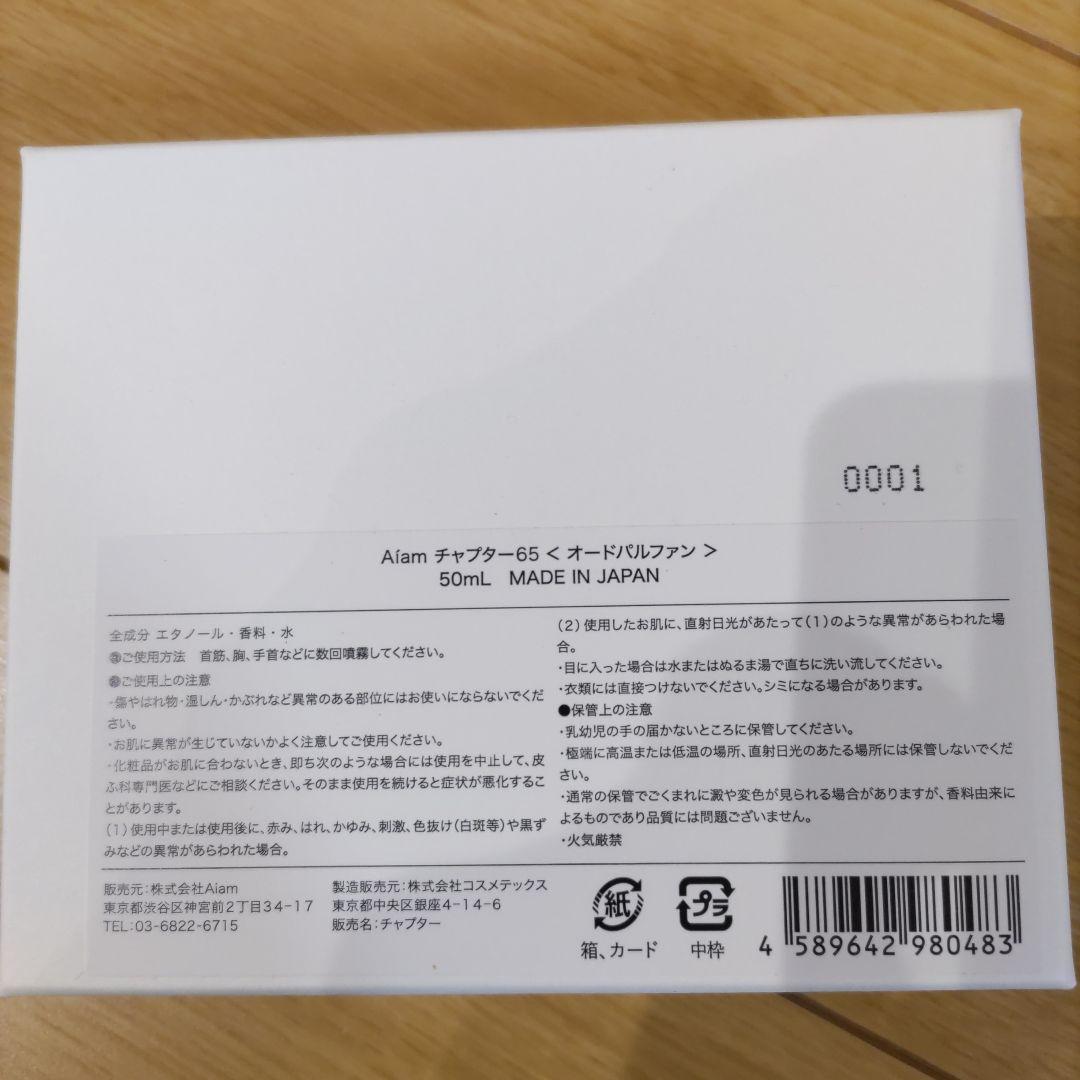 0001
Aíam チャプター65 < オードパルファン >
50mL MADE IN JAPAN
全成分 エタノール・香料・水
●ご使用方法 首筋、胸、手首などに数回噴霧してください。
●ご使用上の注意
・傷やはれ物・湿しん・かぶれなど異常のある部位にはお使いにならないでくだ
さい。
・お肌に異常が生じていないかよく注意してご使用ください。
・化粧品がお肌に合わないとき、即ち次のような場合には使用を中止して、皮
ふ科専門医などにご相談ください。そのまま使用を続けると症状が悪化するこ
とがあります。
(1)使用中または使用後に、赤み、はれ、かゆみ、刺激、色抜け(白斑等)や黒ず
みなどの異常があらわれた場合。
(2)使用したお肌に、直射日光があたって(1)のような異常があらわれた場
合。
・目に入った場合は水またはぬるま湯で直ちに洗い流してください。
・衣類には直接つけないでください。シミになる場合があります。
●保管上の注意
・乳幼児の手の届かないところに保管してください。
・極端に高温または低温の場所、直射日光のあたる場所には保管しないでくだ
さい。
・通常の保管でごくまれに澱や変色が見られる場合がありますが、香料由来に
よるものであり品質には問題ございません。
・火気厳禁
販売元:株式会社Aiam
東京都渋谷区神宮前2丁目34-17
TEL:03-6822-6715
製造販売元:株式会社コスメテックス
東京都中央区銀座4-14-6
販売名:チャプター
紙
箱、カード
プラ
中枠
4 589642 980483